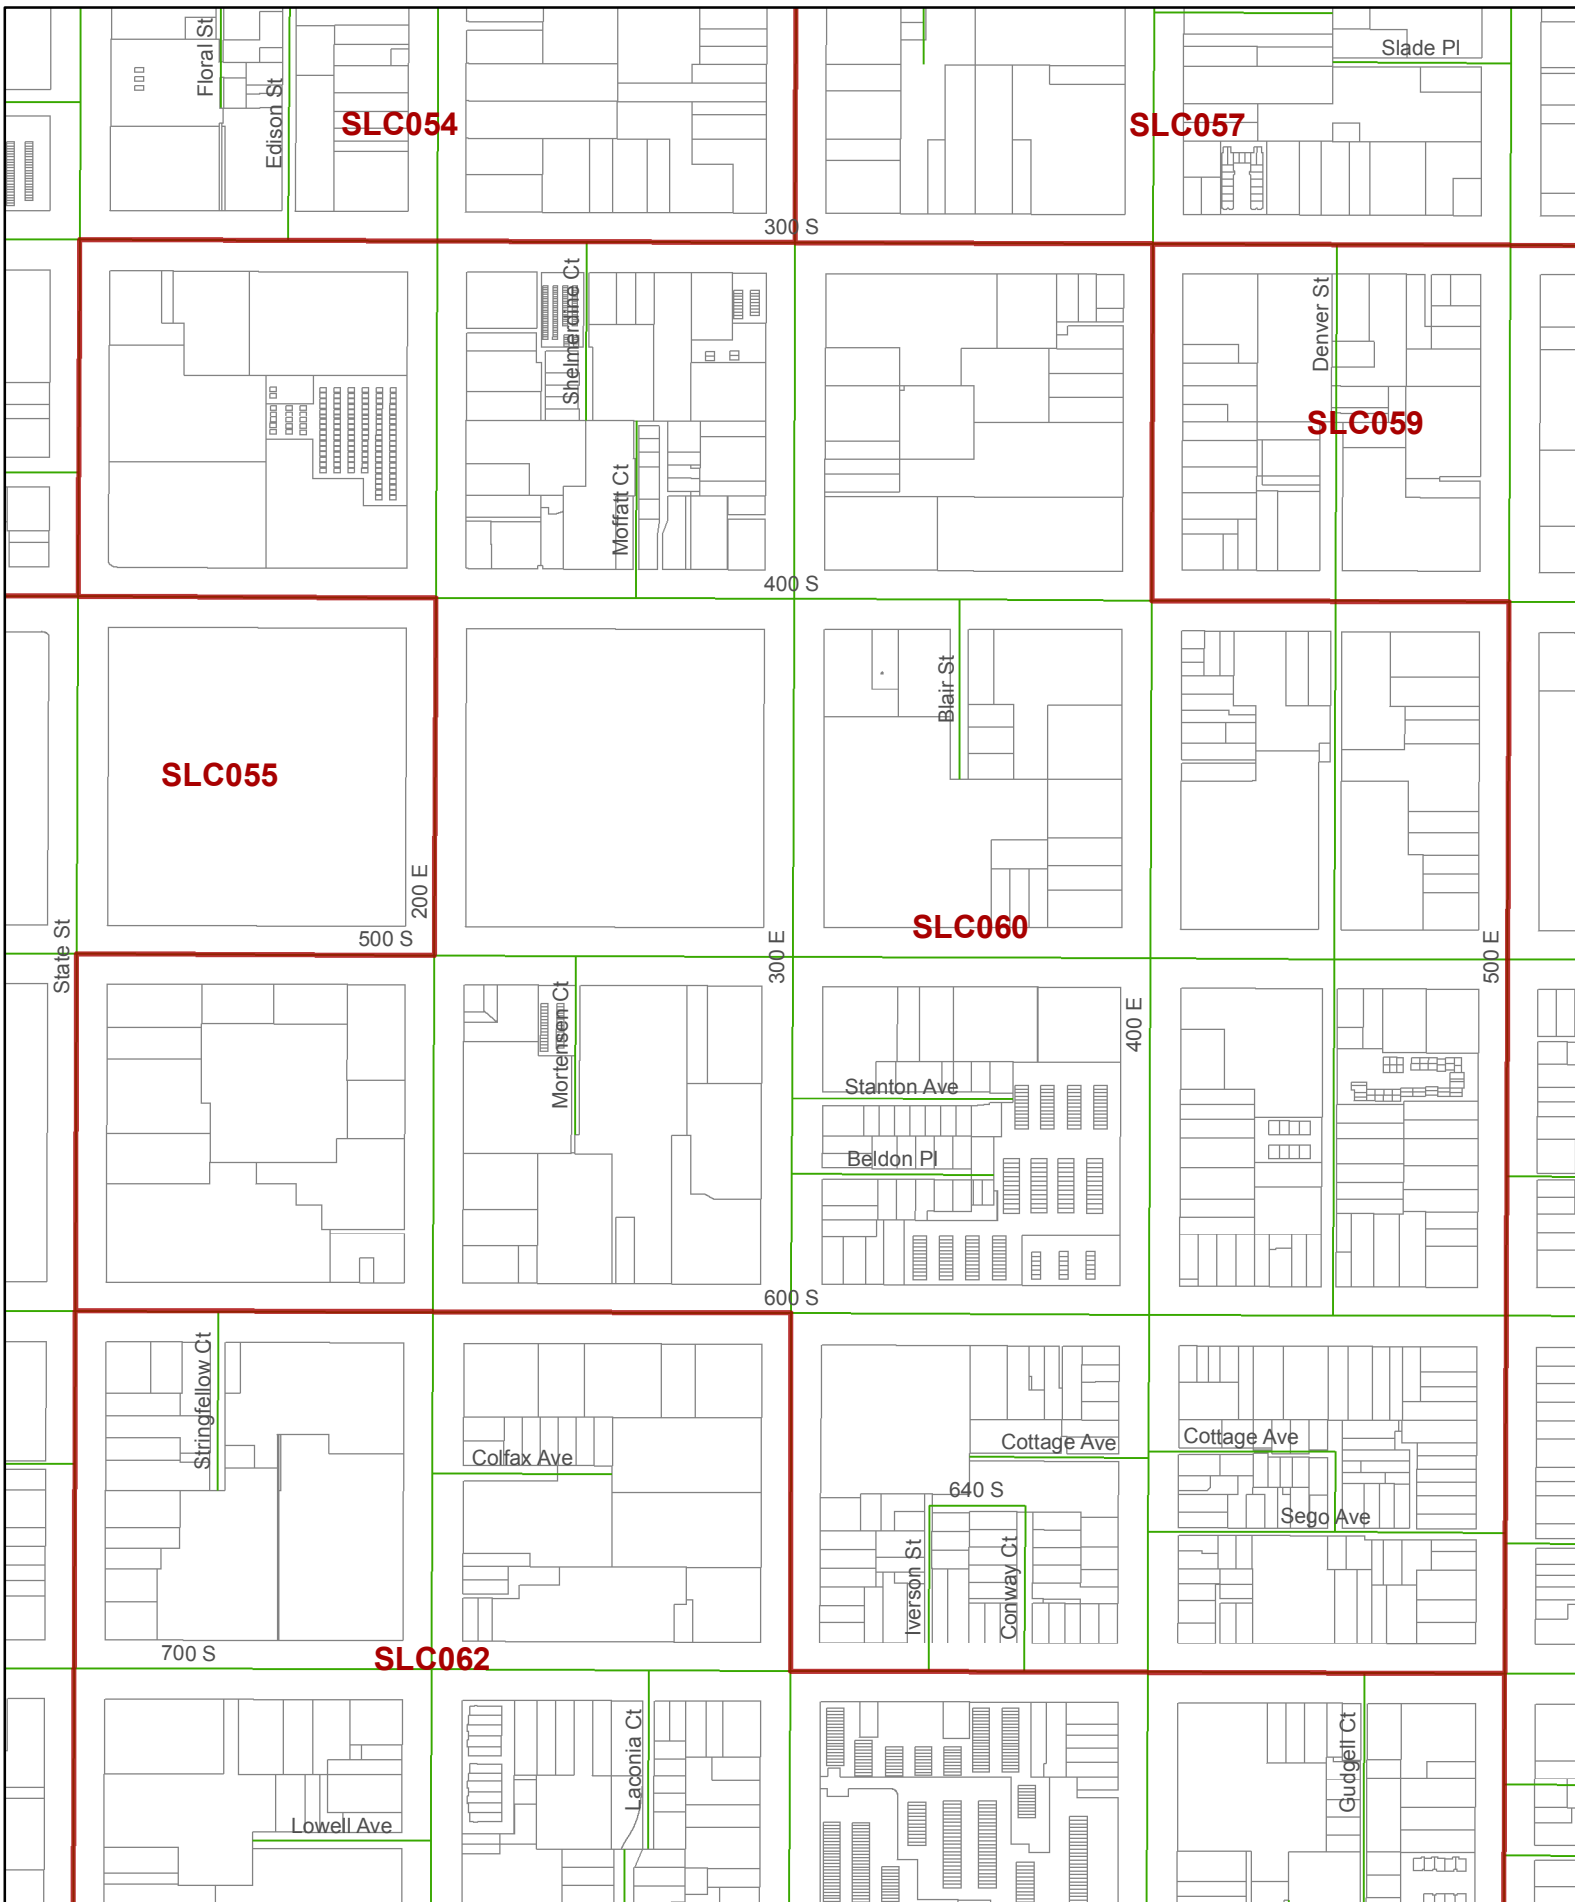 Floral St
Slade Pl
Edison St
SLC054
SLC057
300 S
Shelmerdine Ct
Denver St
SLC059
Moffatt Ct
400 S
Blair St
SLC055
200 E
SLC060
500 S
State St
300 E
500 E
Mortensen Ct
400 E
Stanton Ave
Beldon Pl
600 S
Stringfellow Ct
Colfax Ave
Cottage Ave
Cottage Ave
640 S
Sego Ave
Iverson St
Conway Ct
700 S
SLC062
Laconia Ct
Gudgell Ct
Lowell Ave